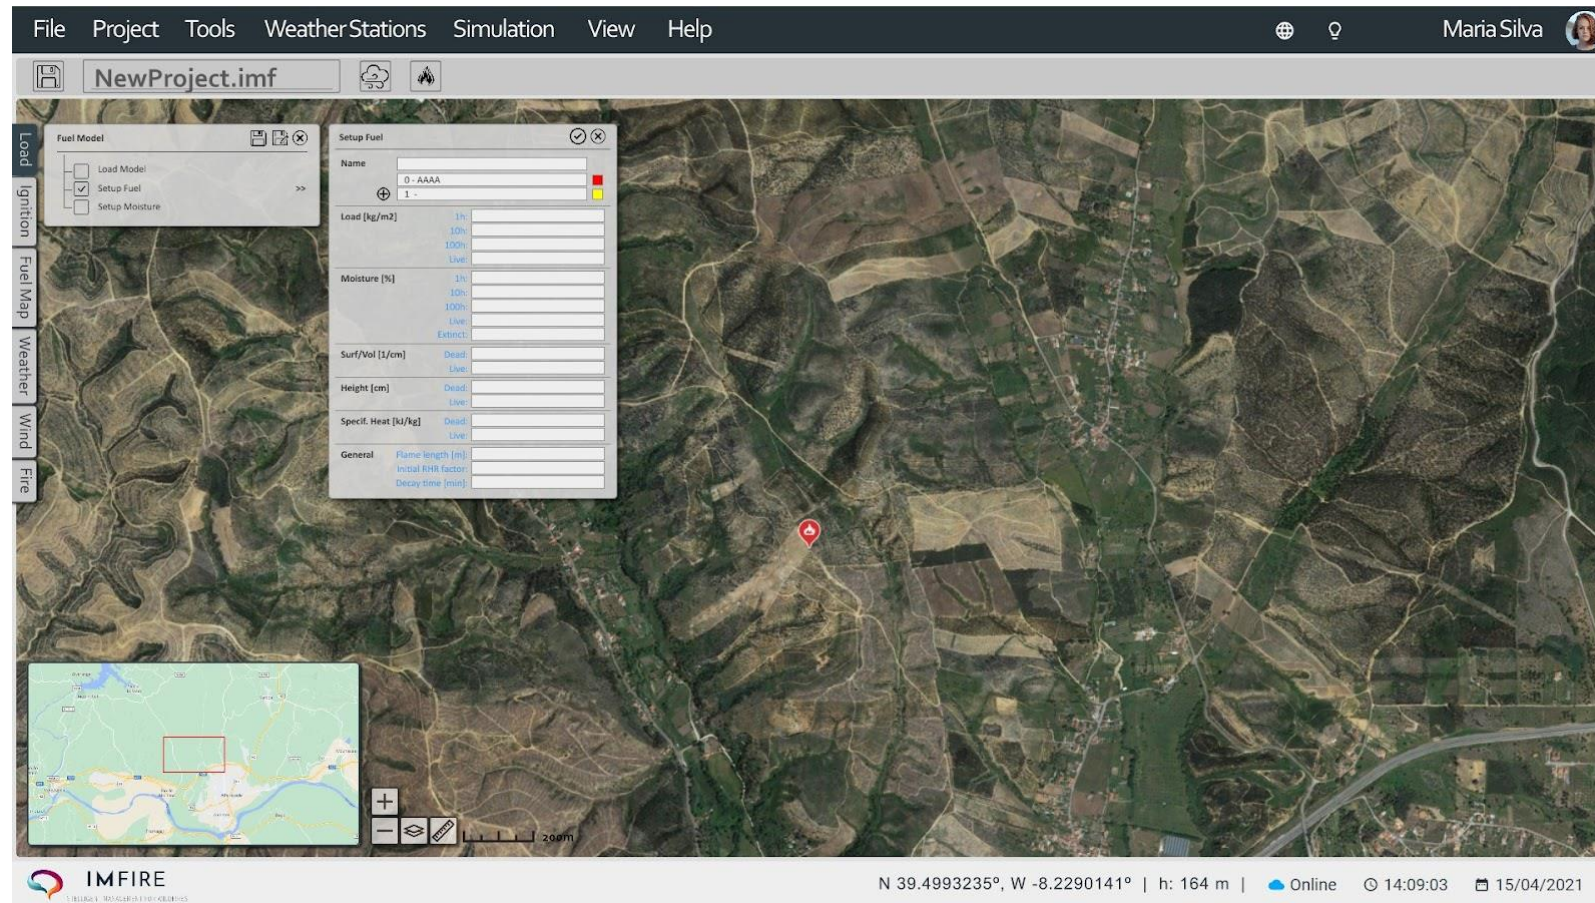 File Project Tools Weather Stations Simulation View Help Maria Silva
NewProject.imf
Load
Ignition
Fuel Map
Weather
Wind
Fire
Fuel Model
Load Model
Setup Fuel >>
Setup Moisture
Setup Fuel
Name
0 - AAAA
1 -
Load [kg/m2] 1h:
10h:
100h:
Live:
Moisture [%] 1h:
10h:
100h:
Live:
Extinct:
Surf/Vol [1/cm] Dead:
Live:
Height [cm] Dead:
Live:
Specif. Heat [kJ/kg] Dead:
Live:
General Flame length [m]:
Initial RHR factor:
Decay time [min]:
200m
IMFIRE
N 39.4993235º, W -8.2290141º | h: 164 m | Online 14:09:03 15/04/2021